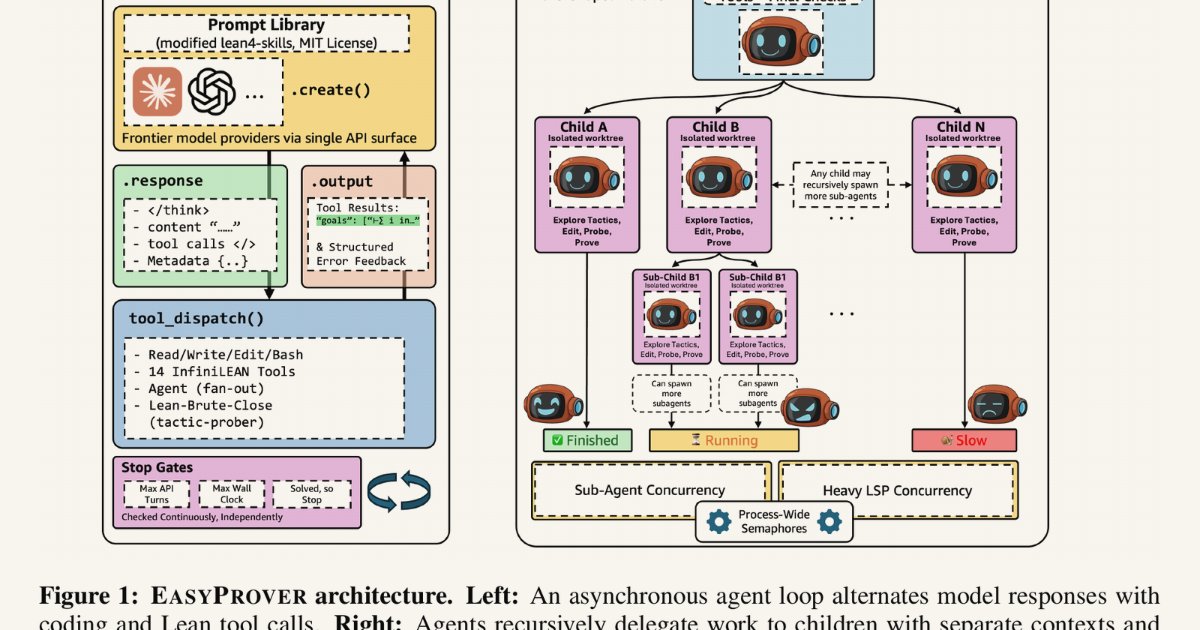 Prompt Library
(modified lean4-skills, MIT License)
... .create()
Frontier model providers via single API surface
.response
- </think>
- content “……”
- tool calls </>
- Metadata {..}
.output
Tool Results:
“goals”: [“⊢∑ i in…”
& Structured
Error Feedback
tool_dispatch()
- Read/Write/Edit/Bash
- 14 InfiniLEAN Tools
- Agent (fan-out)
- Lean-Brute-Close
(tactic-prober)
Stop Gates
Max API
Turns
Max Wall
Clock
Solved, so
Stop
Checked Continuously, Independently
Child A
Isolated worktree
Explore Tactics,
Edit, Probe,
Prove
Child B
Isolated worktree
Explore Tactics,
Edit, Probe,
Prove
Any child may
recursively spawn
more sub-agents
...
Child N
Isolated worktree
Explore Tactics,
Edit, Probe,
Prove
Sub-Child B1
Isolated worktree
Explore Tactics,
Edit, Probe, Prove
Sub-Child B1
Isolated worktree
Explore Tactics,
Edit, Probe, Prove
...
Can spawn
more
subagents
Can spawn
more
subagents
✅ Finished
⏳ Running
🐌 Slow
Sub-Agent Concurrency
Heavy LSP Concurrency
Process-Wide
Semaphores
Figure 1: EASYPROVER architecture. Left: An asynchronous agent loop alternates model responses with
coding and Lean tool calls. Right: Agents recursively delegate work to children with separate contexts and